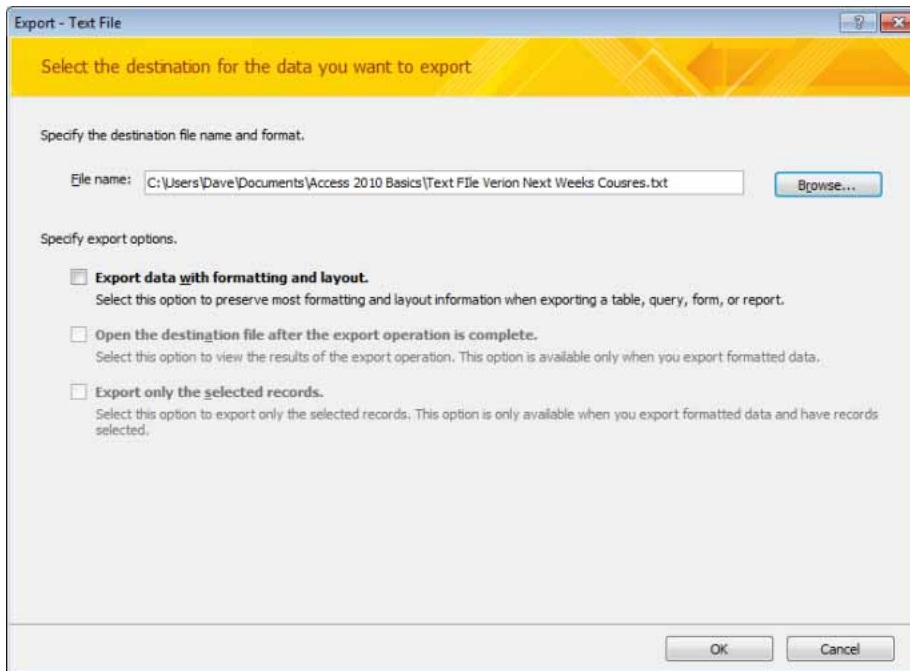 Export - Text File
Select the destination for the data you want to export
Specify the destination file name and format.
File name: C:\Users\Dave\Documents\Access 2010 Basics\Text FIle Verion Next Weeks Cousres.txt Browse...
Specify export options.
Export data with formatting and layout.
Select this option to preserve most formatting and layout information when exporting a table, query, form, or report.
Open the destination file after the export operation is complete.
Select this option to view the results of the export operation. This option is available only when you export formatted data.
Export only the selected records.
Select this option to export only the selected records. This option is only available when you export formatted data and have records
selected.
OK Cancel